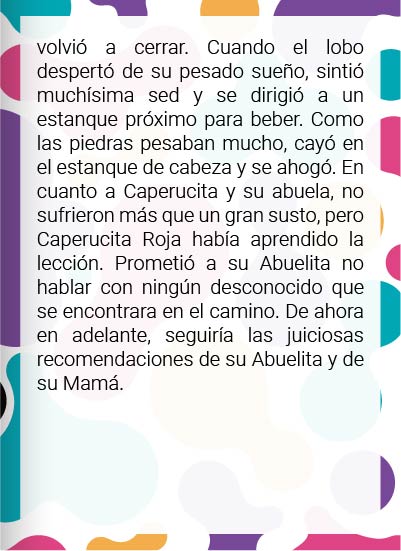 volvió a cerrar. Cuando el lobo
despertó de su pesado sueño, sintió
muchísima sed y se dirigió a un
estanque próximo para beber. Como
las piedras pesaban mucho, cayó en
el estanque de cabeza y se ahogó. En
cuanto a Caperucita y su abuela, no
sufrieron más que un gran susto, pero
Caperucita Roja había aprendido la
lección. Prometió a su Abuelita no
hablar con ningún desconocido que
se encontrara en el camino. De ahora
en adelante, seguiría las juiciosas
recomendaciones de su Abuelita y de
su Mamá.